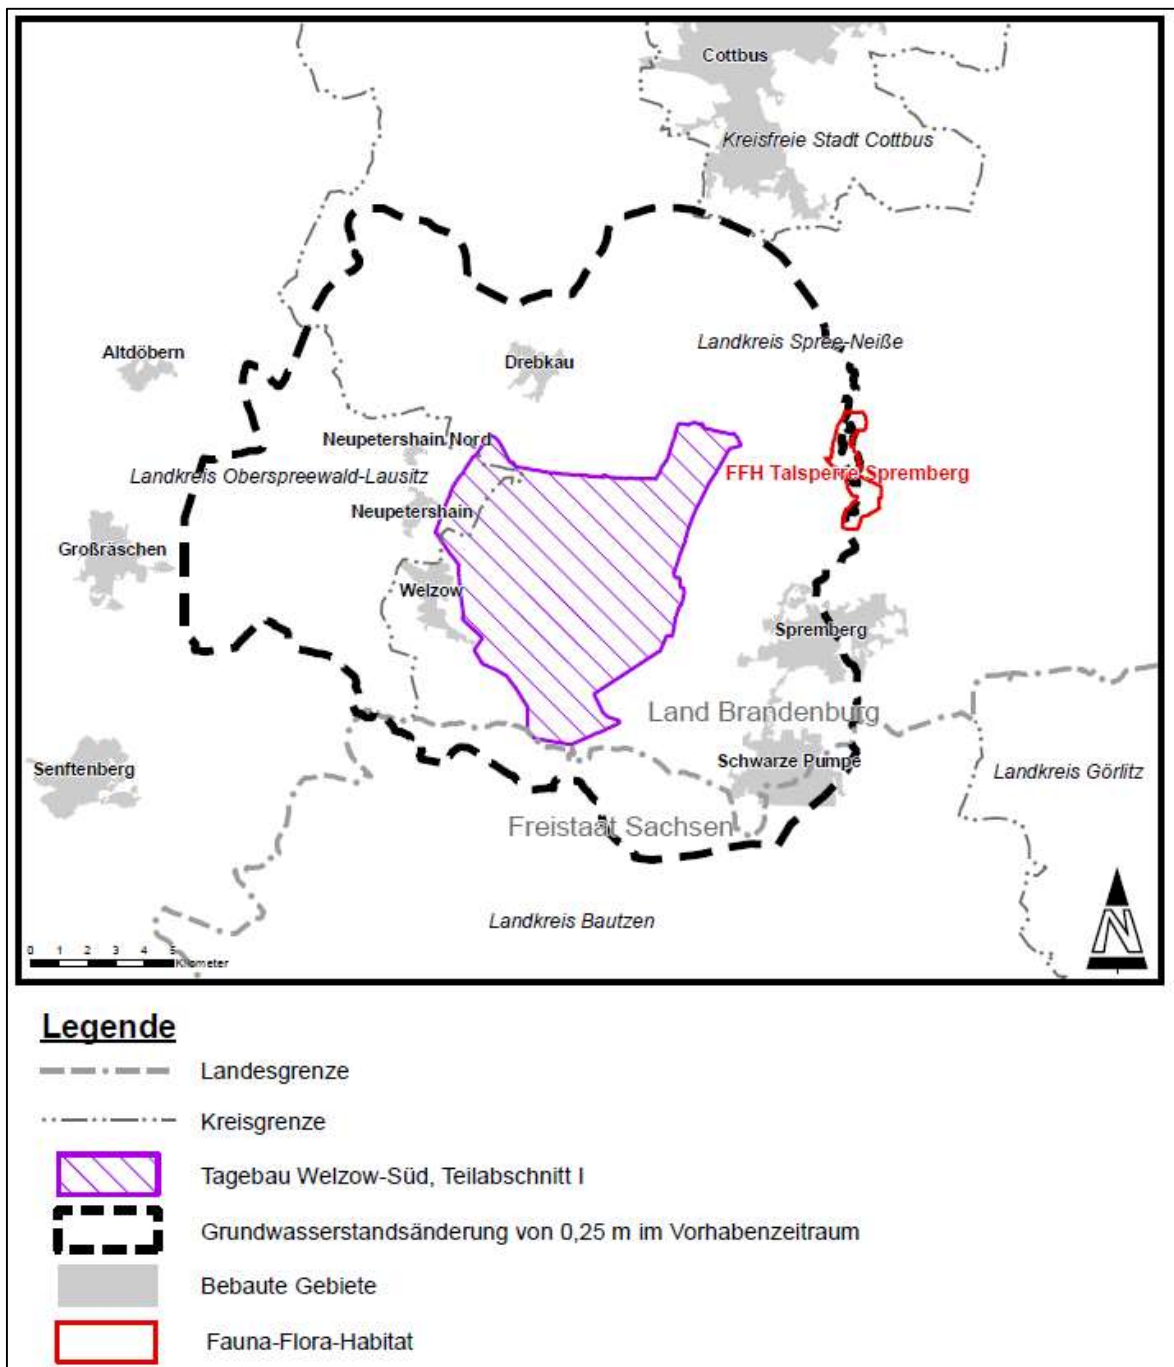 Cottbus
Kreisfreie Stadt Cottbus
Landkreis Spree-Neiße
Altdöbern
Drebkau
Neupetershain Nord
Landkreis Oberspreewald-Lausitz
FFH Talsperre Spremberg
Neupetershain
Großräschen
Welzow
Spremberg
Land Brandenburg
Schwarze Pumpe
Senftenberg
Landkreis Görlitz
Freistaat Sachsen
Landkreis Bautzen
N
0 1 2 3 4 5
Kilometer
Legende
Landesgrenze
Kreisgrenze
Tagebau Welzow-Süd, Teilabschnitt I
Grundwasserstandsänderung von 0,25 m im Vorhabenzeitraum
Bebaute Gebiete
Fauna-Flora-Habitat